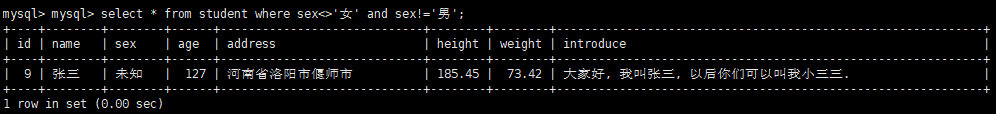 mysql> mysql> select * from student where sex<>'女' and sex!='男';
+----+--------+--------+------+----------------------------+--------+--------+------------------------------------------------------------+
| id | name | sex | age | address | height | weight | introduce |
+----+--------+--------+------+----------------------------+--------+--------+------------------------------------------------------------+
| 9 | 张三 | 未知 | 127 | 河南省洛阳市偃师市 | 185.45 | 73.42 | 大家好, 我叫张三, 以后你们可以叫我小三三. |
+----+--------+--------+------+----------------------------+--------+--------+------------------------------------------------------------+
1 row in set (0.00 sec)